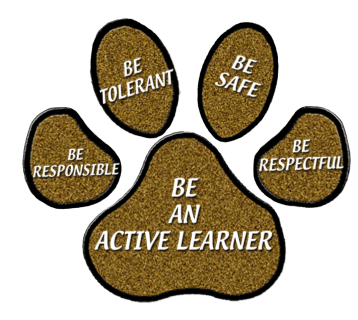 BE
TOLERANT
BE
SAFE
BE
RESPONSIBLE
BE
RESPECTFUL
BE
AN
ACTIVE LEARNER